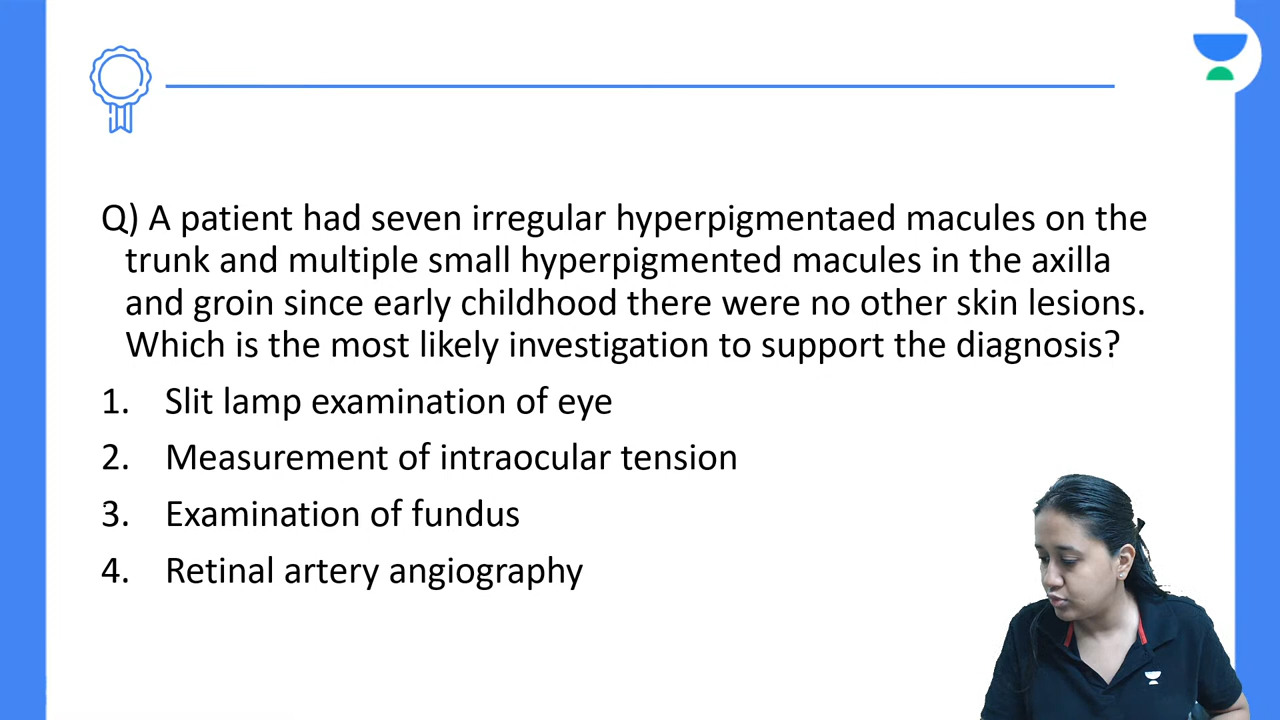 Q) A patient had seven irregular hyperpigmentaed macules on the
trunk and multiple small hyperpigmented macules in the axilla
and groin since early childhood there were no other skin lesions.
Which is the most likely investigation to support the diagnosis?
1. Slit lamp examination of eye
2. Measurement of intraocular tension
3. Examination of fundus
4. Retinal artery angiography